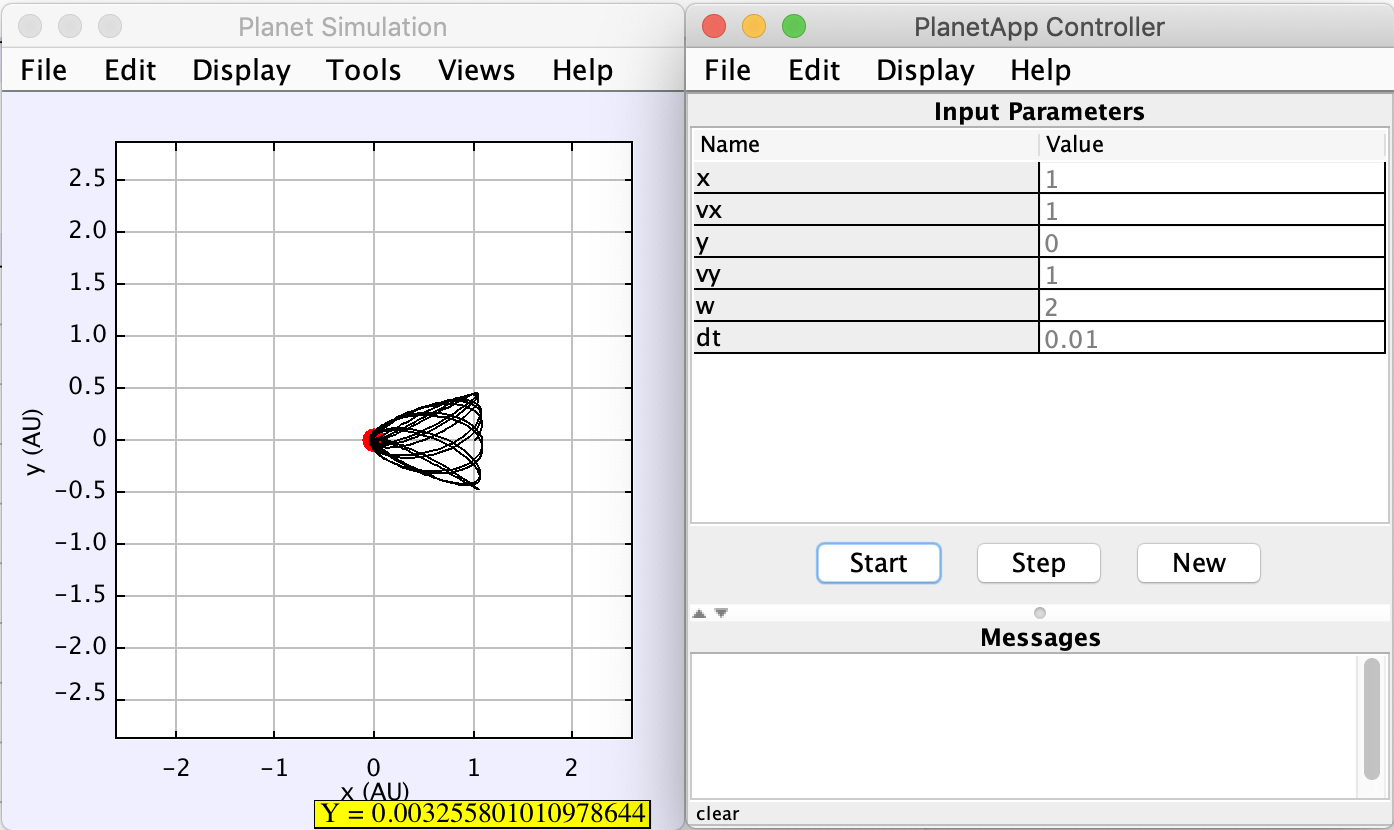 Planet Simulation
File Edit Display Tools Views Help
2.5
2.0
1.5
1.0
0.5
0
−0.5
−1.0
−1.5
−2.0
−2.5
y (AU)
−2 −1 0 1 2
x (AU)
Y = 0.003255801010978644
PlanetApp Controller
File Edit Display Help
Input Parameters
Name Value
x 1
vx 1
y 0
vy 1
w 2
dt 0.01
Start Step New
Messages
clear